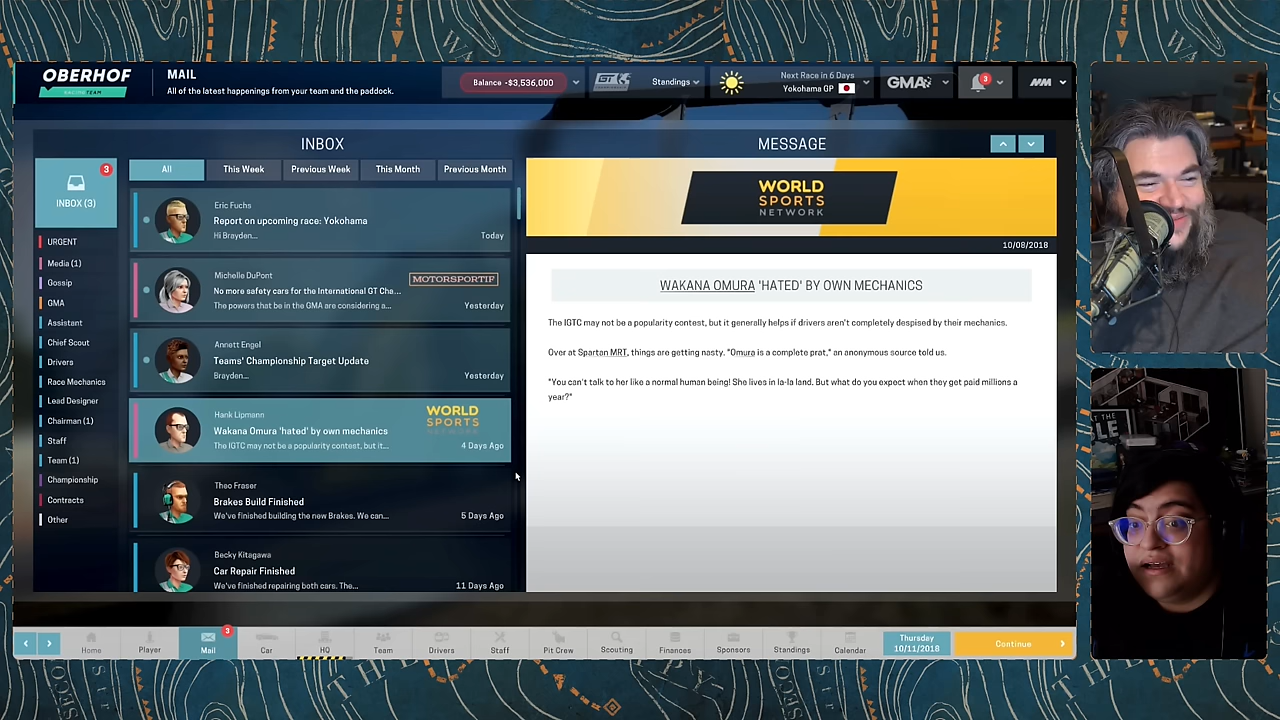 OBERHOF
RACING TEAM
MAIL
All of the latest happenings from your team and the paddock.
Balance -$3,536,000
GT
Standings
Next Race in 6 Days
Yokohama GP
GMA
3
INBOX
MESSAGE
3
INBOX (3)
All
This Week
Previous Week
This Month
Previous Month
URGENT
Media (1)
Gossip
GMA
Assistant
Chief Scout
Drivers
Race Mechanics
Lead Designer
Chairman (1)
Staff
Team (1)
Championship
Contracts
Other
Eric Fuchs
Report on upcoming race: Yokohama
Hi Brayden...
Today
Michelle DuPont
MOTORSPORTIF
No more safety cars for the International GT Cha...
The powers that be in the GMA are considering a...
Yesterday
Annett Engel
Teams' Championship Target Update
Brayden...
Yesterday
Hank Lipmann
WORLD
SPORTS
NETWORK
Wakana Omura 'hated' by own mechanics
The IGTC may not be a popularity contest, but it...
4 Days Ago
Theo Fraser
Brakes Build Finished
We've finished building the new Brakes. We can...
5 Days Ago
Becky Kitagawa
Car Repair Finished
We've finished repairing both cars. The...
11 Days Ago
WORLD
SPORTS
NETWORK
10/08/2018
WAKANA OMURA 'HATED' BY OWN MECHANICS
The IGTC may not be a popularity contest, but it generally helps if drivers aren't completely despised by their mechanics.
Over at Spartan MRT, things are getting nasty. "Omura is a complete prat," an anonymous source told us.
"You can't talk to her like a normal human being! She lives in la-la land. But what do you expect when they get paid millions a
year?"
Home
Player
3
Mail
Car
HQ
Team
Drivers
Staff
Pit Crew
Scouting
Finances
Sponsors
Standings
Calendar
Thursday
10/11/2018
Continue